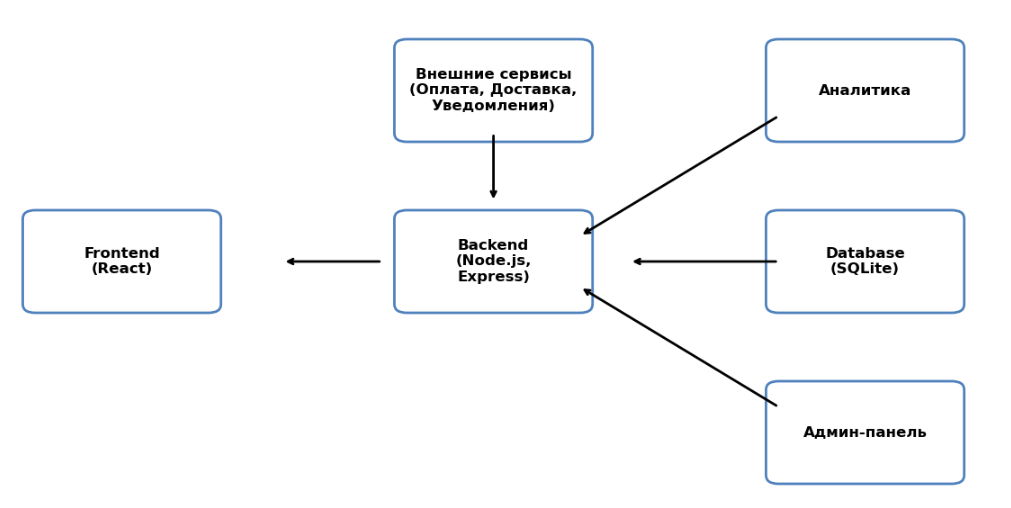 Внешние сервисы
(Оплата, Доставка,
Уведомления)
Аналитика
Frontend
(React)
Backend
(Node.js,
Express)
Database
(SQLite)
Админ-панель